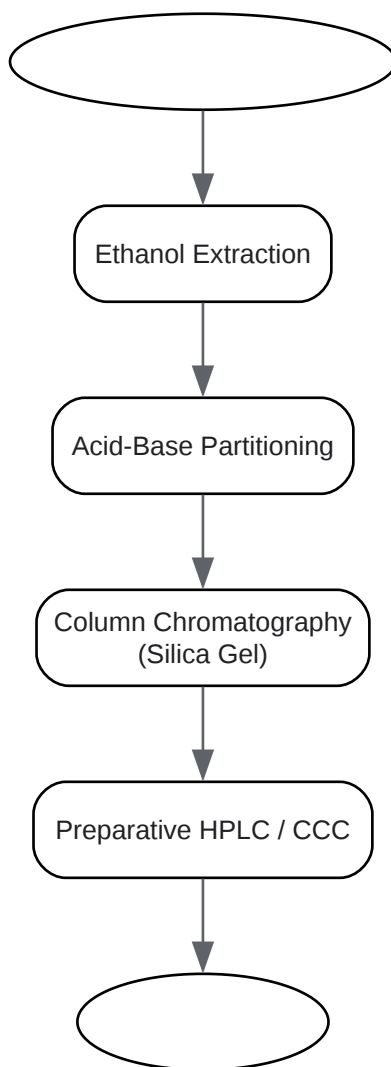 Ethanol Extraction
Acid-Base Partitioning
Column Chromatography
(Silica Gel)
Preparative HPLC / CCC